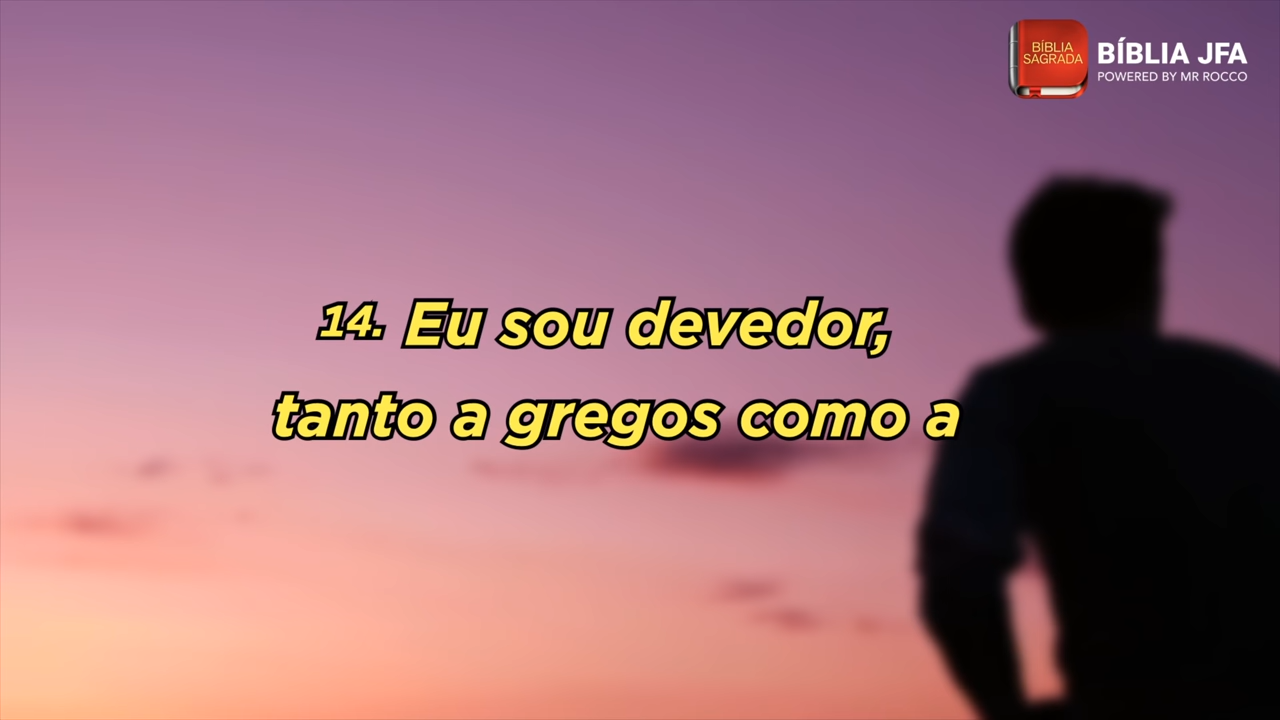 BÍBLIA
SAGRADA
BÍBLIA JFA
POWERED BY MR ROCCO
14. Eu sou devedor,
tanto a gregos como a